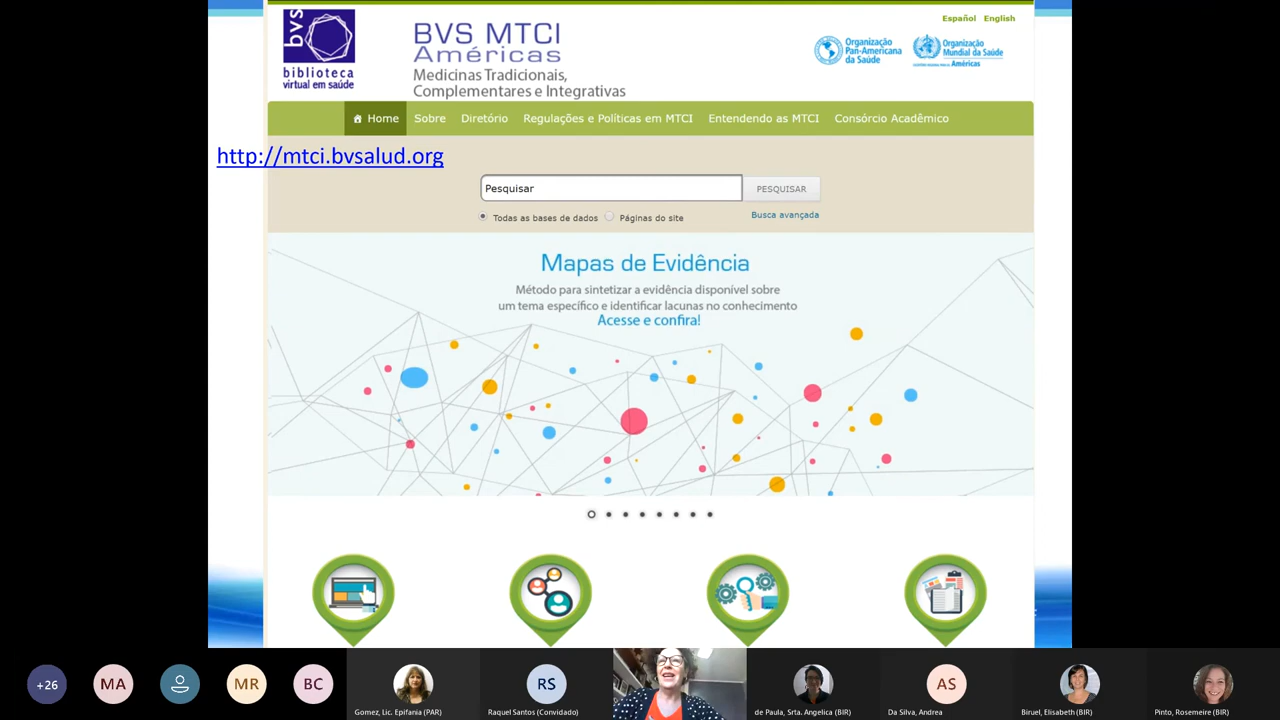 bvs
biblioteca
virtual em saúde
BVS MTCI
Américas
Medicinas Tradicionais,
Complementares e Integrativas
Español English
Organização
Pan-Americana
da Saúde
Organização
Mundial da Saúde
Américas
Home Sobre Diretório Regulações e Políticas em MTCI Entendendo as MTCI Consórcio Acadêmico
http://mtci.bvsalud.org
Pesquisar PESQUISAR
Todas as bases de dados Páginas do site Busca avançada
Mapas de Evidência
Método para sintetizar a evidência disponível sobre
um tema específico e identificar lacunas no conhecimento
Acesse e confira!
+26 MA MR BC RS AS
Gomez, Lic. Epifania (PAR) Raquel Santos (Convidado) de Paula, Srta. Angelica (BIR) Da Silva, Andrea Biruel, Elisabeth (BIR) Pinto, Rosemeire (BIR)